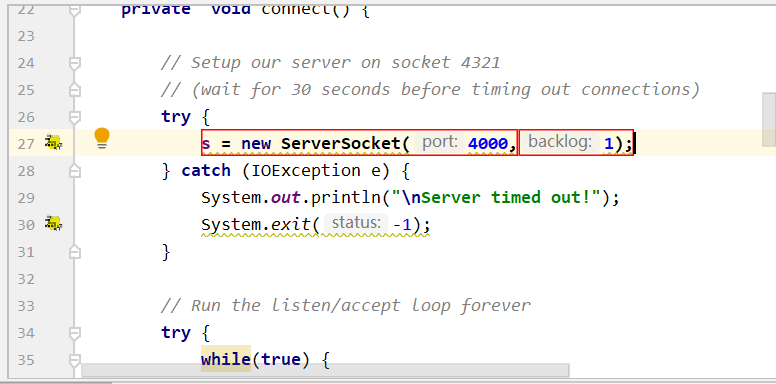 22 private void connect() {
23
24 // Setup our server on socket 4321
25 // (wait for 30 seconds before timing out connections)
26 try {
27 s = new ServerSocket( port: 4000, backlog: 1);
28 } catch (IOException e) {
29 System.out.println("\nServer timed out!");
30 System.exit( status: -1);
31 }
32
33 // Run the listen/accept loop forever
34 try {
35 while(true) {